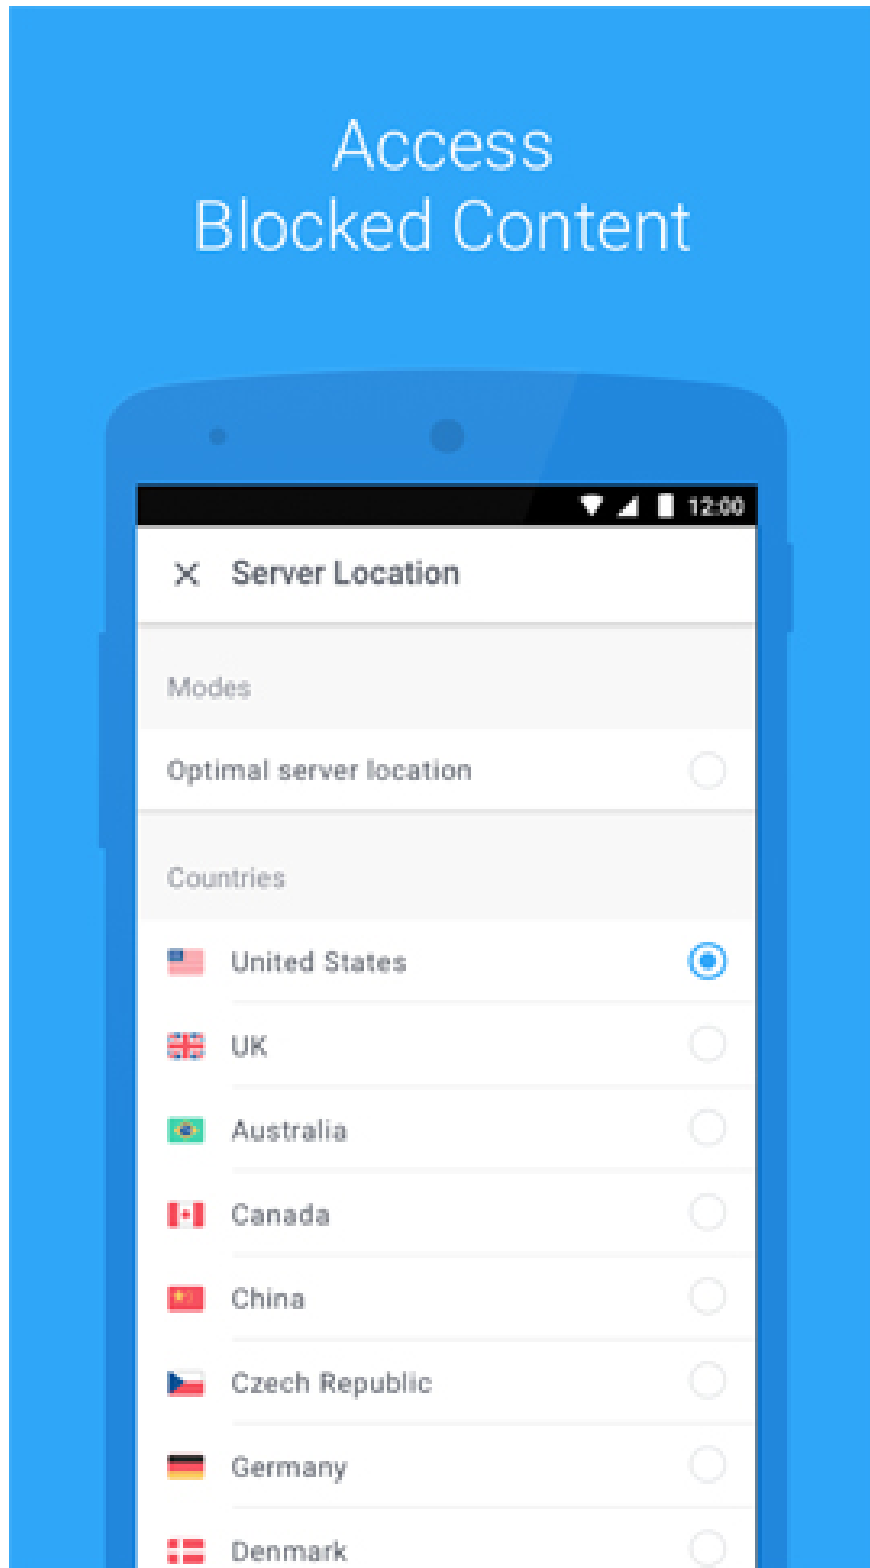 Access
Blocked Content
12:00
Server Location
Modes
Optimal server location
Countries
United States
UK
Australia
Canada
China
Czech Republic
Germany
Denmark